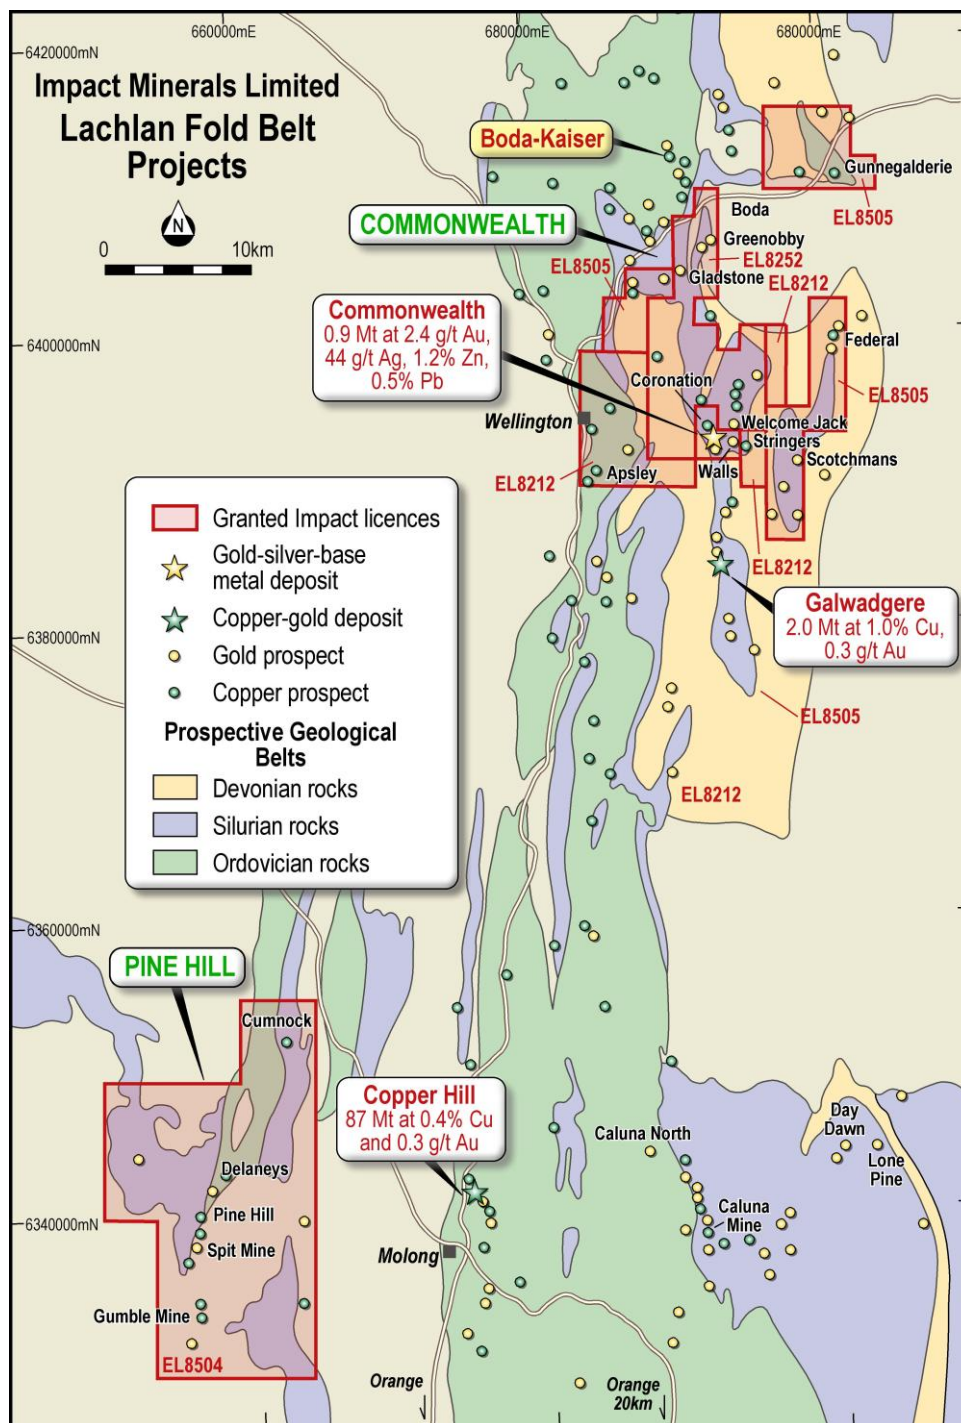 660000mE
680000mE
680000mE
6420000mN
Impact Minerals Limited
Lachlan Fold Belt
Projects
N
0
10km
Boda-Kaiser
COMMONWEALTH
Gunnegalderie
EL8505
Boda
Greenobby
EL8252
EL8505
Gladstone
EL8212
Commonwealth
0.9 Mt at 2.4 g/t Au,
44 g/t Ag, 1.2% Zn,
0.5% Pb
6400000mN
Federal
Coronation
EL8505
Wellington
Welcome Jack
Stringers
Scotchmans
Walls
Apsley
EL8212
EL8212
EL8212
Granted Impact licences
Gold-silver-base
metal deposit
Copper-gold deposit
Gold prospect
Copper prospect
Prospective Geological
Belts
Devonian rocks
Silurian rocks
Ordovician rocks
Galwadgere
2.0 Mt at 1.0% Cu,
0.3 g/t Au
6380000mN
EL8505
EL8212
6360000mN
PINE HILL
Cumnock
Copper Hill
87 Mt at 0.4% Cu
and 0.3 g/t Au
Caluna North
Day
Dawn
Lone
Pine
Delaneys
Pine Hill
Spit Mine
Caluna
Mine
6340000mN
Molong
Gumble Mine
EL8504
Orange
Orange
20km